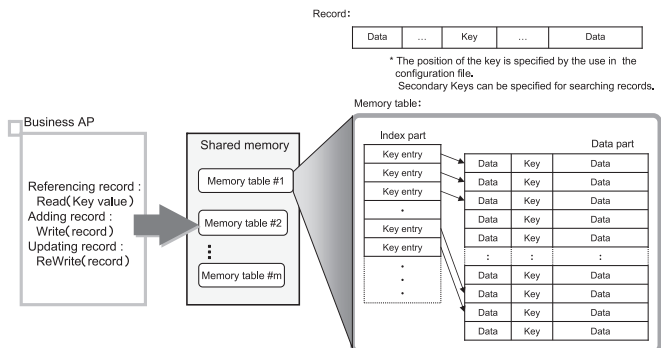 Record:
Data … Key … Data
* The position of the key is specified by the use in the
configuration file.
Secondary Keys can be specified for searching records.
Memory table:
Business AP
Referencing record :
Read(Key value)
Adding record :
Write(record)
Updating record :
ReWrite(record)
Shared memory
Memory table #1
Memory table #2
⋮
Memory table #m
Index part
Key entry
Key entry
Key entry
•
Key entry
Key entry
•
•
•
Data part
Data Key Data
Data Key Data
Data Key Data
Data Key Data
Data Key Data
: : :
Data Key Data
Data Key Data
Data Key Data
Data Key Data